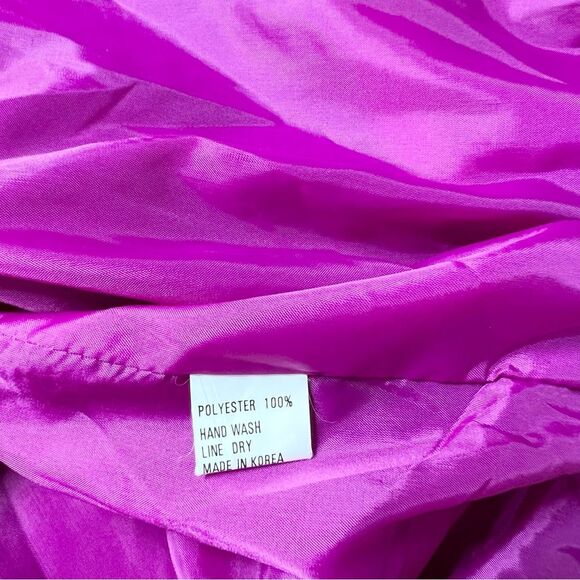 POLYESTER 100%
HAND WASH
LINE DRY
MADE IN KOREA